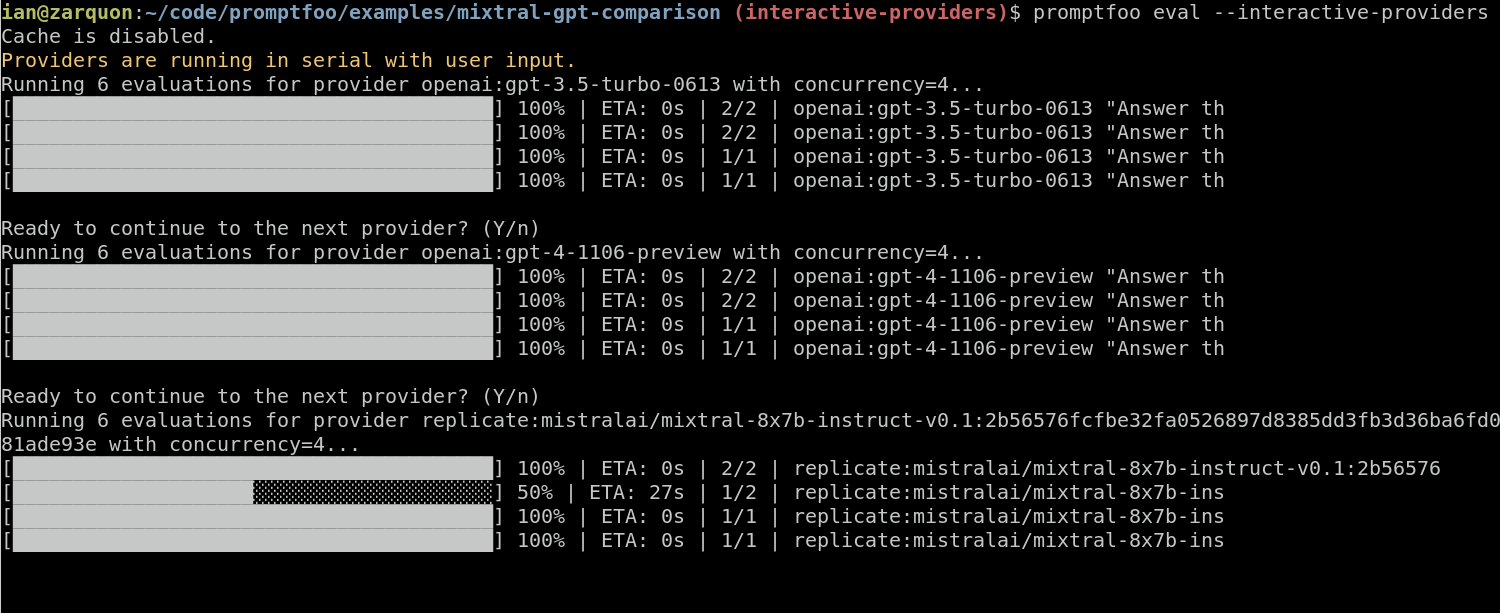 ian@zarquon:~/code/promptfoo/examples/mixtral-gpt-comparison (interactive-providers)$ promptfoo eval --interactive-providers
Cache is disabled.
Providers are running in serial with user input.
Running 6 evaluations for provider openai:gpt-3.5-turbo-0613 with concurrency=4...
[] 100% | ETA: 0s | 2/2 | openai:gpt-3.5-turbo-0613 "Answer th
[] 100% | ETA: 0s | 2/2 | openai:gpt-3.5-turbo-0613 "Answer th
[] 100% | ETA: 0s | 1/1 | openai:gpt-3.5-turbo-0613 "Answer th
[] 100% | ETA: 0s | 1/1 | openai:gpt-3.5-turbo-0613 "Answer th
Ready to continue to the next provider? (Y/n)
Running 6 evaluations for provider openai:gpt-4-1106-preview with concurrency=4...
[] 100% | ETA: 0s | 2/2 | openai:gpt-4-1106-preview "Answer th
[] 100% | ETA: 0s | 2/2 | openai:gpt-4-1106-preview "Answer th
[] 100% | ETA: 0s | 1/1 | openai:gpt-4-1106-preview "Answer th
[] 100% | ETA: 0s | 1/1 | openai:gpt-4-1106-preview "Answer th
Ready to continue to the next provider? (Y/n)
Running 6 evaluations for provider replicate:mistralai/mixtral-8x7b-instruct-v0.1:2b56576fcfbe32fa0526897d8385dd3fb3d36ba6fd0
81ade93e with concurrency=4...
[] 100% | ETA: 0s | 2/2 | replicate:mistralai/mixtral-8x7b-instruct-v0.1:2b56576
[] 50% | ETA: 27s | 1/2 | replicate:mistralai/mixtral-8x7b-ins
[] 100% | ETA: 0s | 1/1 | replicate:mistralai/mixtral-8x7b-ins
[] 100% | ETA: 0s | 1/1 | replicate:mistralai/mixtral-8x7b-ins